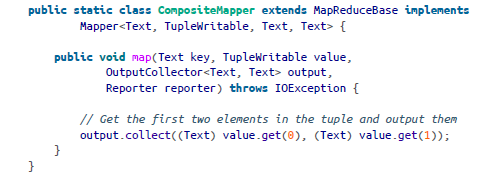 public static class CompositeMapper extends MapReduceBase implements
Mapper<Text, TupleWritable, Text, Text> {
public void map(Text key, TupleWritable value,
OutputCollector<Text, Text> output,
Reporter reporter) throws IOException {
// Get the first two elements in the tuple and output them
output.collect((Text) value.get(0), (Text) value.get(1));
}
}